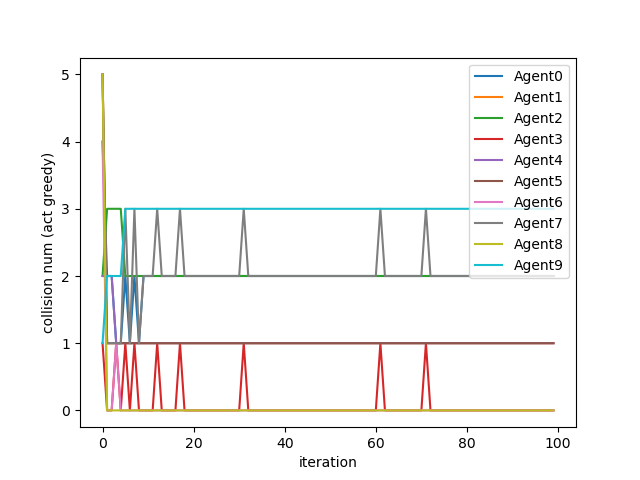 5
4
3
2
1
0
collision num (act greedy)
0
20
40
60
80
100
iteration
Agent0
Agent1
Agent2
Agent3
Agent4
Agent5
Agent6
Agent7
Agent8
Agent9